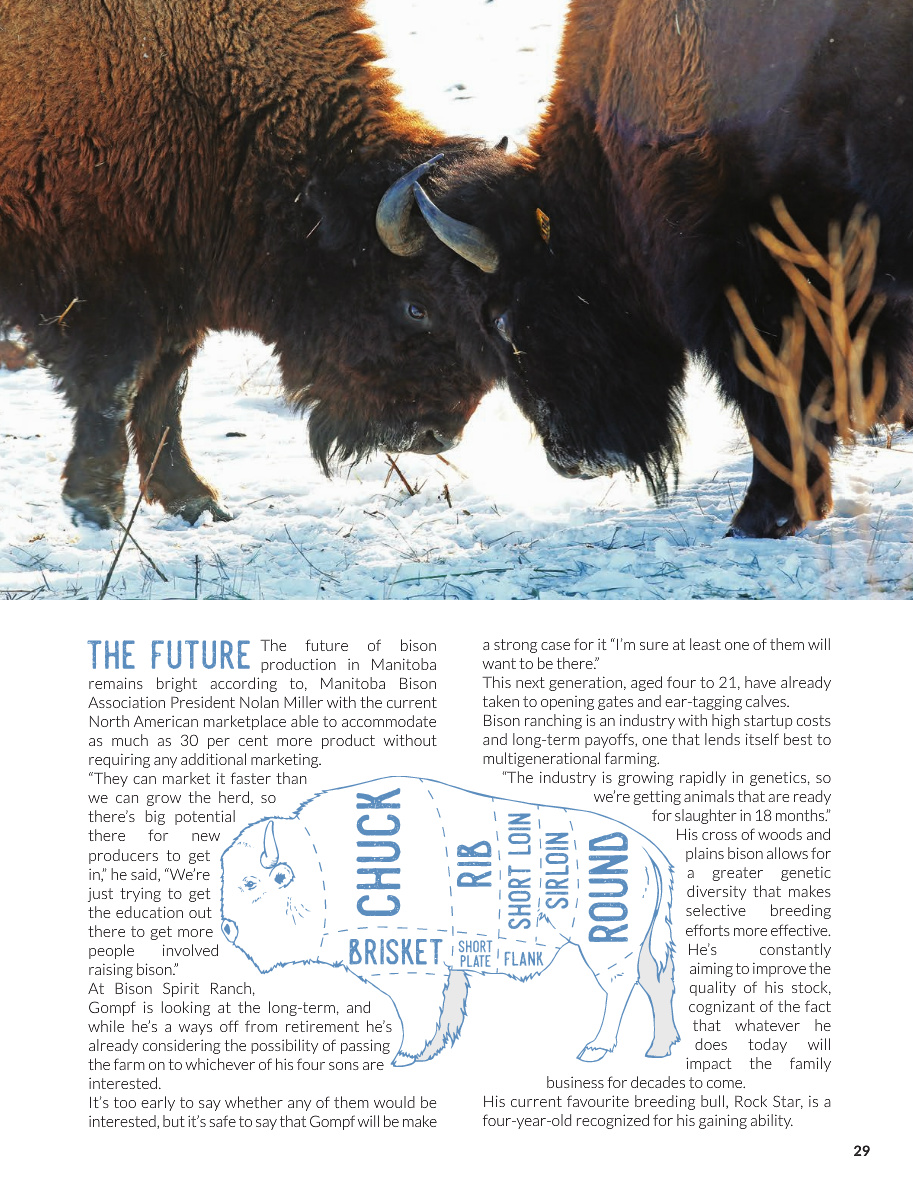 THE FUTURE The future of bison
production in Manitoba
remains bright according to, Manitoba Bison
Association President Nolan Miller with the current
North American marketplace able to accommodate
as much as 30 per cent more product without
requiring any additional marketing.
“They can market it faster than
we can grow the herd, so
there’s big potential
there for new
producers to get
in,” he said, “We’re
just trying to get
the education out
there to get more
people involved
raising bison.”
At Bison Spirit Ranch,
Gompf is looking at the long-term, and
while he’s a ways off from retirement he’s
already considering the possibility of passing
the farm on to whichever of his four sons are
interested.
It’s too early to say whether any of them would be
interested, but it’s safe to say that Gompf will be make
CHUCK
RIB
SHORT LOIN
SIRLOIN
ROUND
BRISKET
SHORT
PLATE
FLANK
a strong case for it “I’m sure at least one of them will
want to be there.”
This next generation, aged four to 21, have already
taken to opening gates and ear-tagging calves.
Bison ranching is an industry with high startup costs
and long-term payoffs, one that lends itself best to
multigenerational farming.
“The industry is growing rapidly in genetics, so
we’re getting animals that are ready
for slaughter in 18 months.”
His cross of woods and
plains bison allows for
a greater genetic
diversity that makes
selective breeding
efforts more effective.
He’s constantly
aiming to improve the
quality of his stock,
cognizant of the fact
that whatever he
does today will
impact the family
business for decades to come.
His current favourite breeding bull, Rock Star, is a
four-year-old recognized for his gaining ability.
29